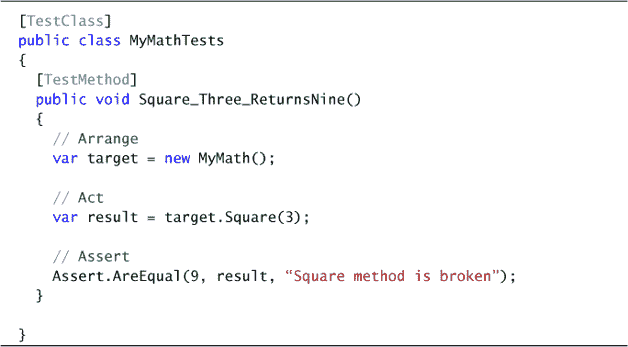 [TestClass]
public class MyMathTests
{
[TestMethod]
public void Square_Three_ReturnsNine()
{
// Arrange
var target = new MyMath();
// Act
var result = target.Square(3);
// Assert
Assert.AreEqual(9, result, “Square method is broken”);
}
}